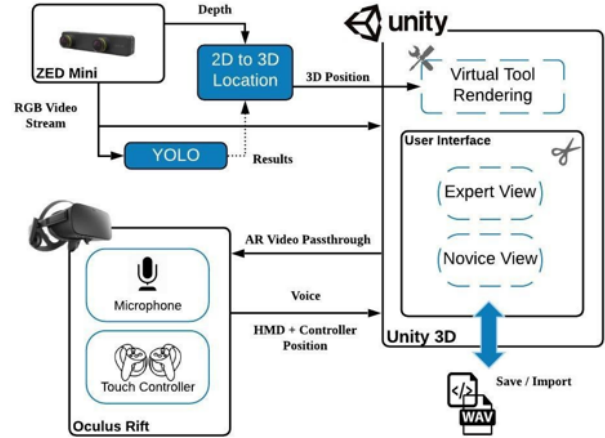 Depth
unity
ZED Mini
2D to 3D
Location
3D Position
Virtual Tool
Rendering
RGB Video
Stream
YOLO
Results
User Interface
Expert View
Novice View
AR Video Passthrough
Microphone
Voice
HMD + Controller
Position
Unity 3D
Touch Controller
Oculus Rift
Save / Import
</>
WAV